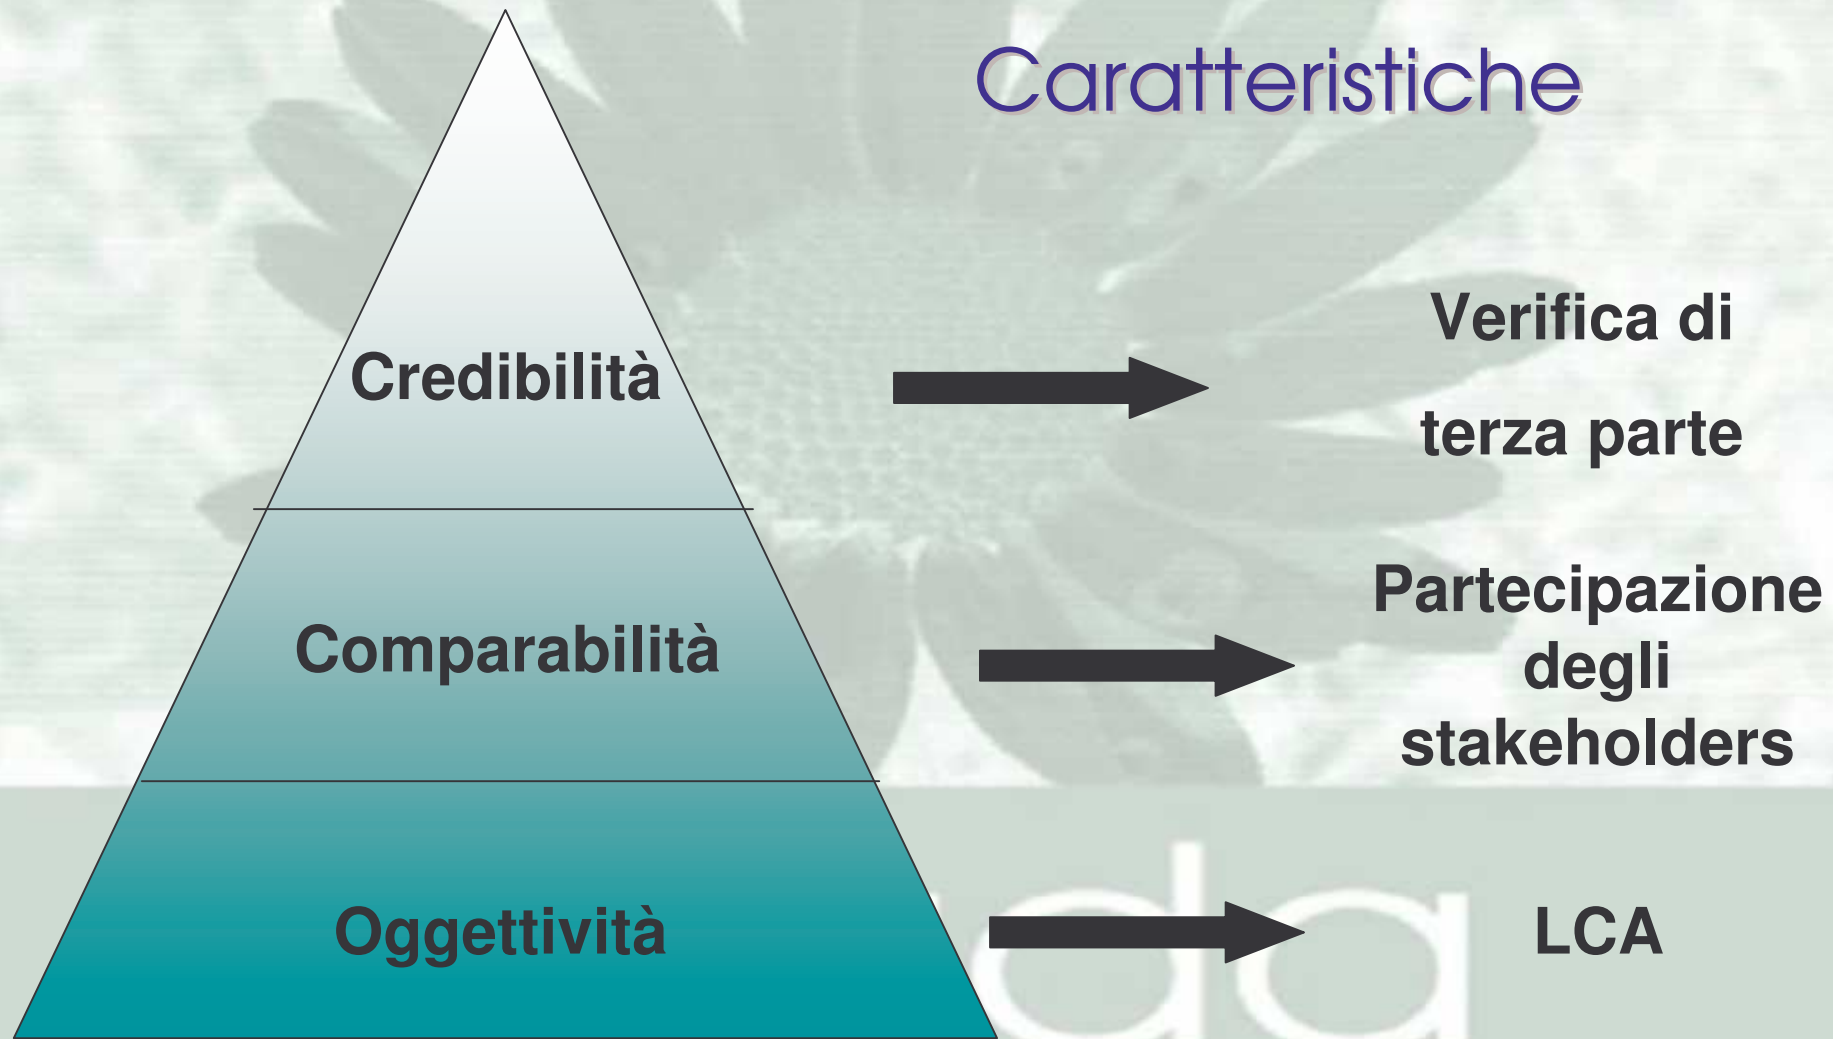 Caratteristiche
Credibilità
Verifica di
terza parte
Comparabilità
Partecipazione
degli
stakeholders
Oggettività
LCA